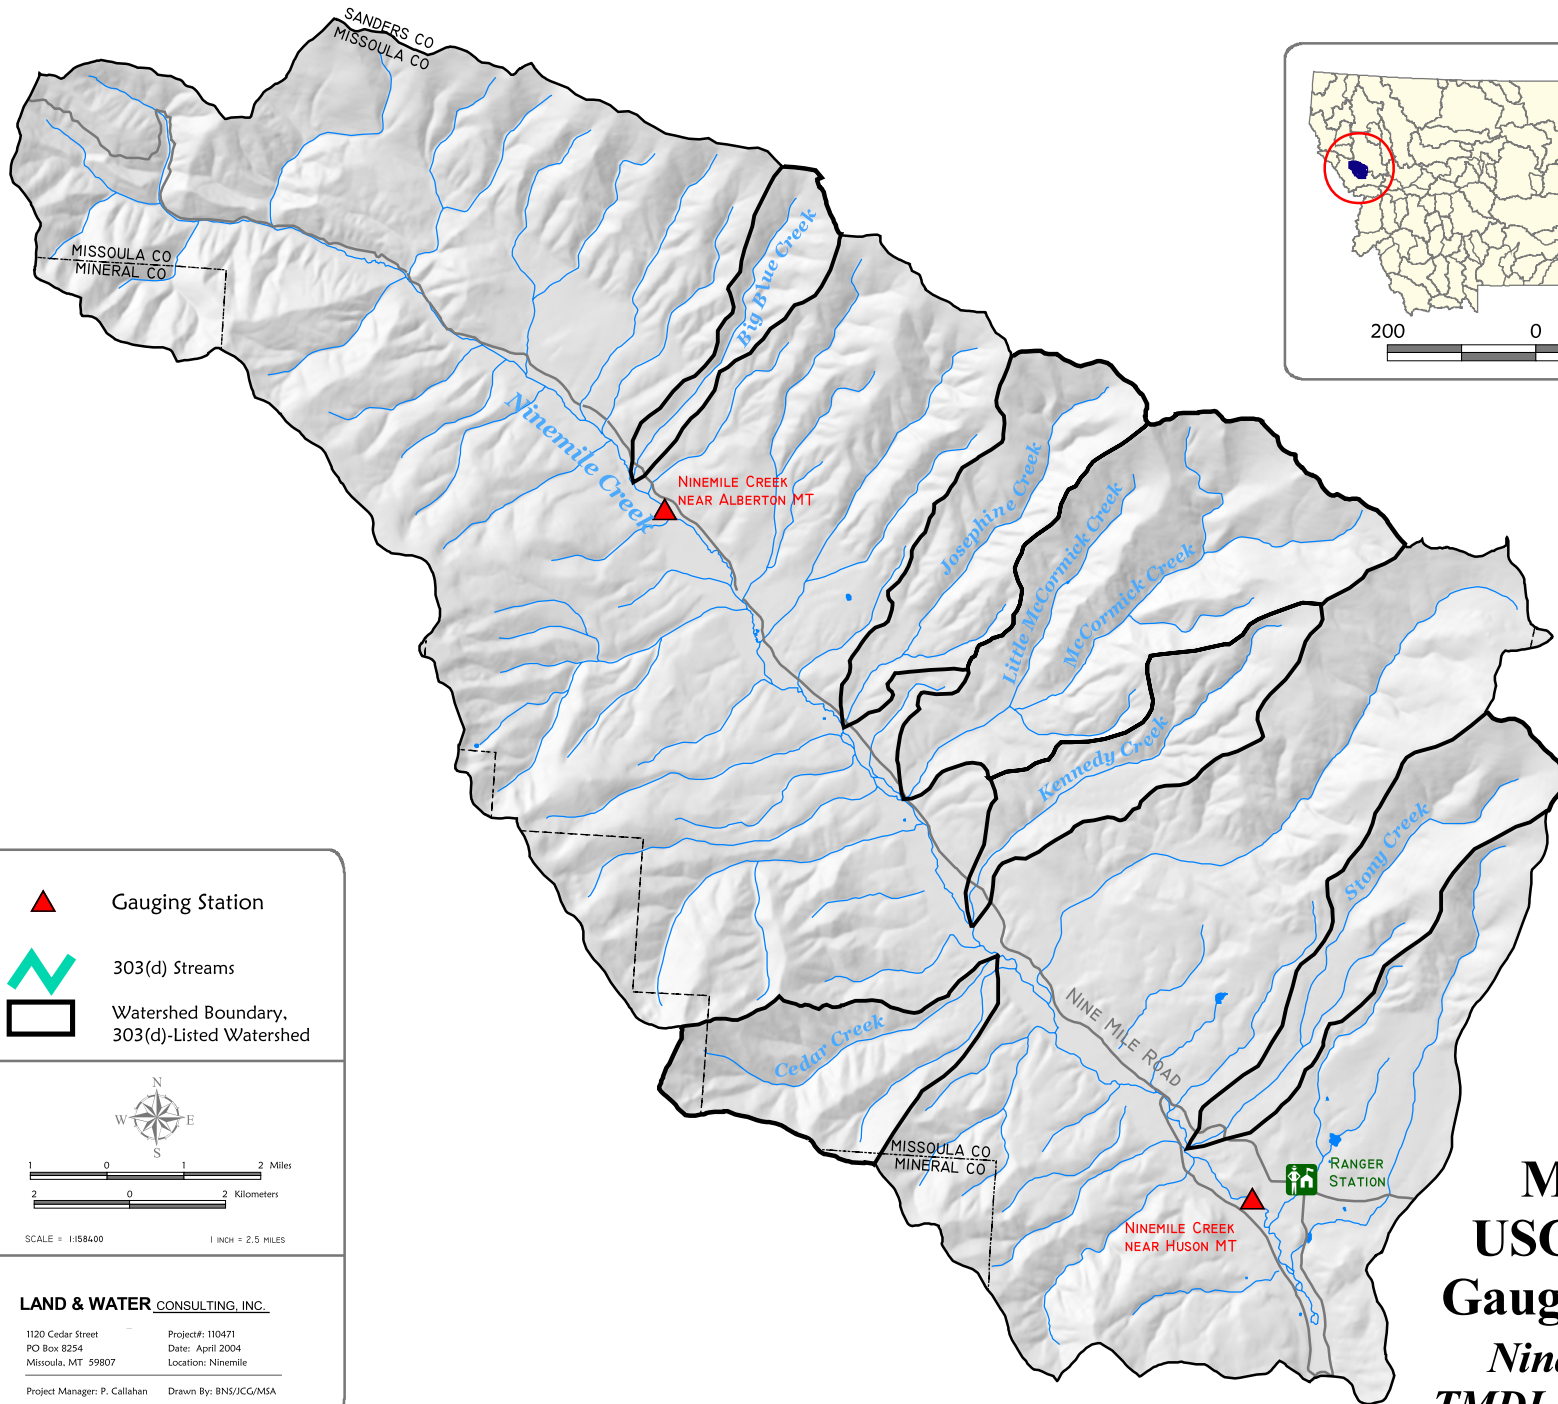 SANDERS CO
MISSOULA CO
MISSOULA CO
MINERAL CO
Big Blue Creek
200
0
Ninemile Creek
NINEMILE CREEK
NEAR ALBERTON MT
Josephine Creek
Little McCormick Creek
McCormick Creek
Kennedy Creek
Stony Creek
Cedar Creek
NINE MILE ROAD
MISSOULA CO
MINERAL CO
RANGER
STATION
NINEMILE CREEK
NEAR HUSON MT
Gauging Station
303(d) Streams
Watershed Boundary,
303(d)-Listed Watershed
N
W E
S
1 0 1 2 Miles
2 0 2 Kilometers
SCALE = 1:158400 1 INCH = 2.5 MILES
LAND & WATER CONSULTING, INC.
1120 Cedar Street Project#: 110471
PO Box 8254 Date: April 2004
Missoula, MT 59807 Location: Ninemile
Project Manager: P. Callahan Drawn By: BNS/JCG/MSA
M
Gaug
Nin
TMDL